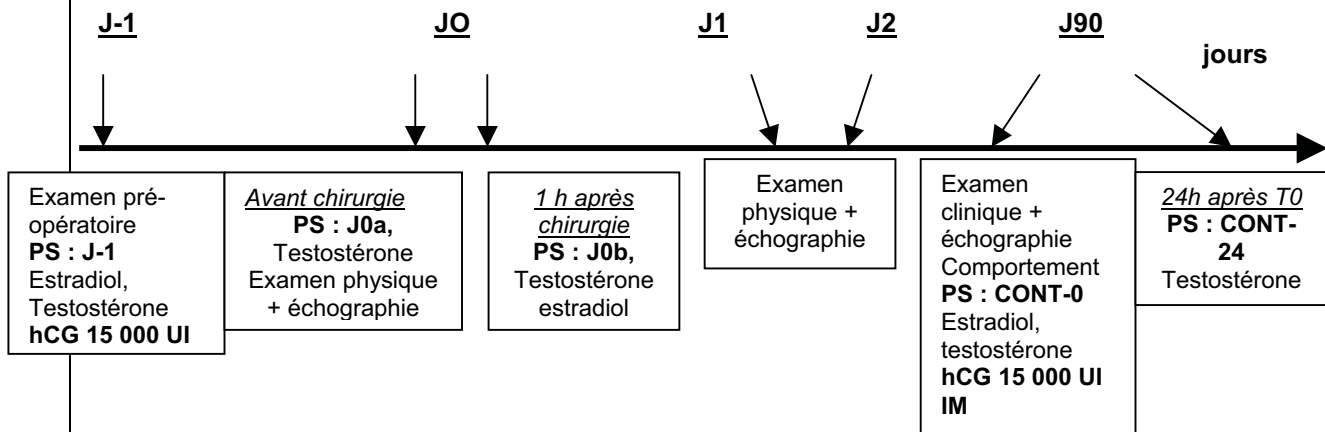 J-1
JO
J1
J2
J90
jours
Examen pré-
opératoire
PS : J-1
Estradiol,
Testostérone
hCG 15 000 UI
Avant chirurgie
PS : J0a,
Testostérone
Examen physique
+ échographie
1 h après
chirurgie
PS : J0b,
Testostérone
estradiol
Examen
physique +
échographie
Examen
clinique +
échographie
Comportement
PS : CONT-0
Estradiol,
testostérone
hCG 15 000 UI
IM
24h après T0
PS : CONT-
24
Testostérone